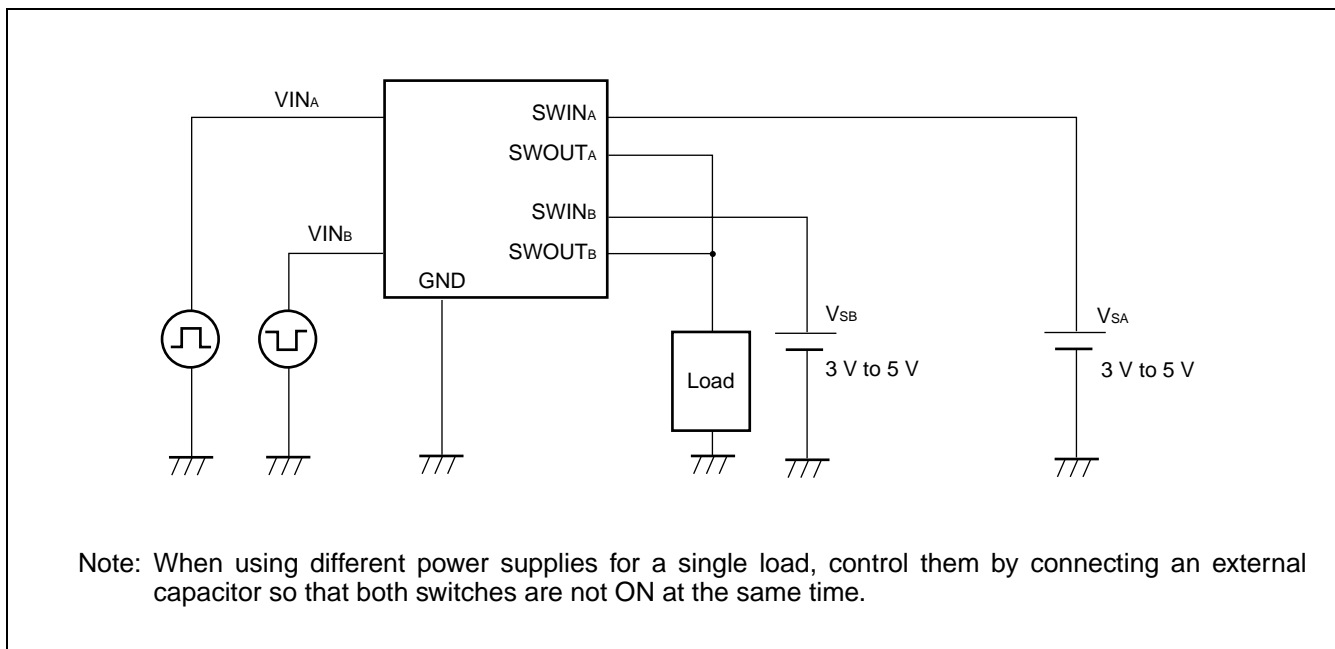 VINA
SWINA
SWOUTA
SWINB
VINB
SWOUTB
GND
VSB
VSA
3 V to 5 V
3 V to 5 V
Load
Note: When using different power supplies for a single load, control them by connecting an external
capacitor so that both switches are not ON at the same time.